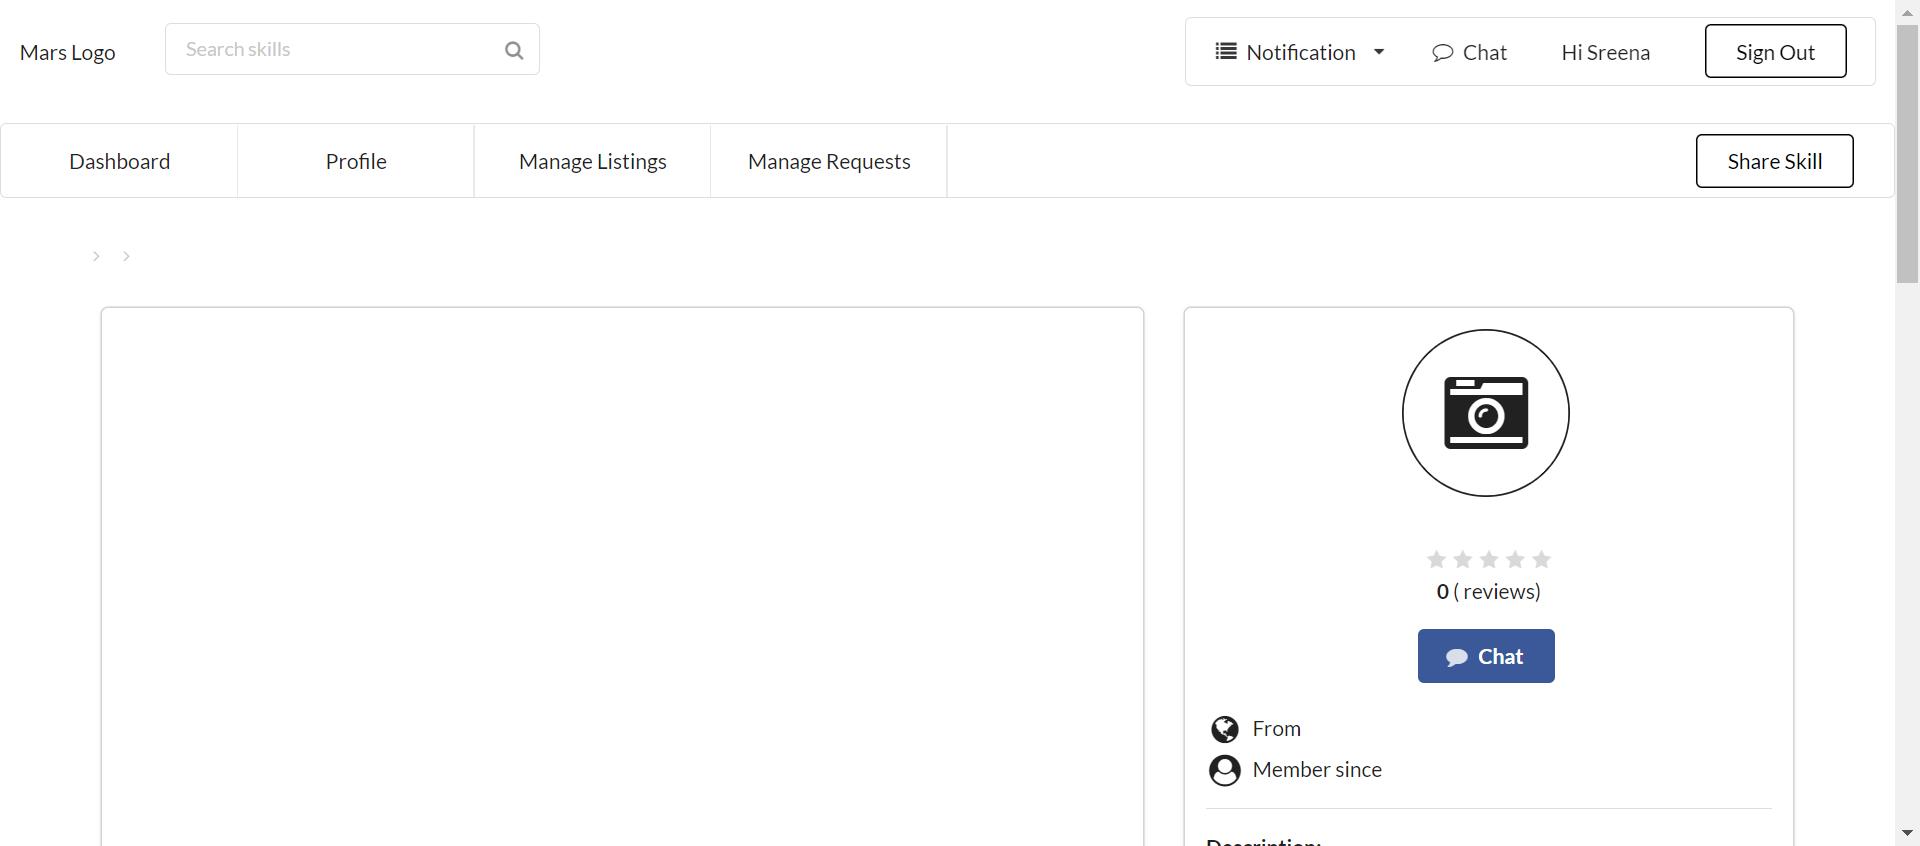 Mars Logo
Search skills
Notification
Chat
Hi Sreena
Sign Out
Dashboard
Profile
Manage Listings
Manage Requests
Share Skill
0 ( reviews)
Chat
From
Member since
Description: